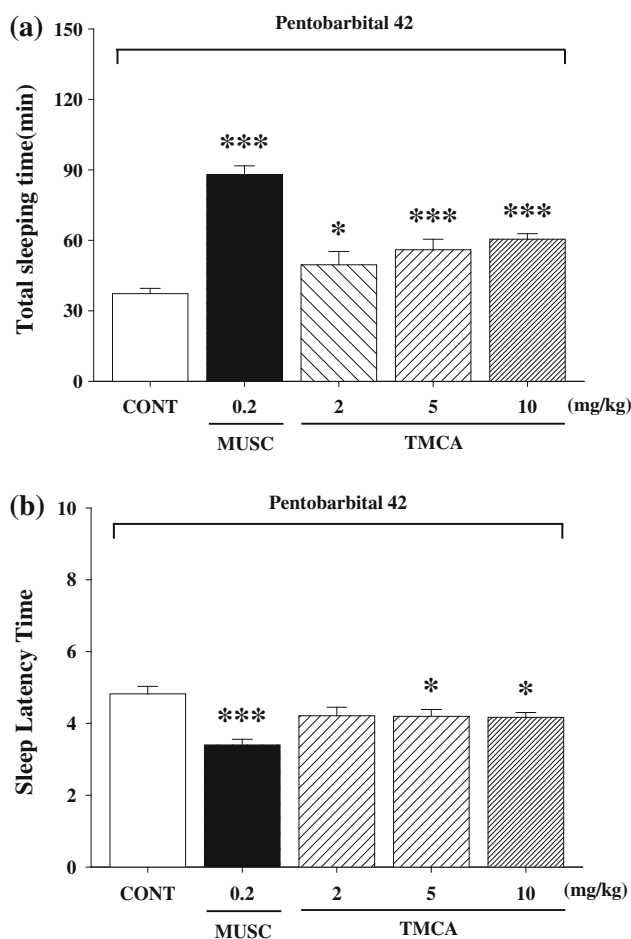 (a)
Pentobarbital 42
Total sleeping time(min)
150
120
90
60
30
0
***
*
***
***
CONT 0.2 2 5 10 (mg/kg)
MUSC TMCA
(b)
Pentobarbital 42
Sleep Latency Time
10
8
6
4
2
0
***
*
*
CONT 0.2 2 5 10 (mg/kg)
MUSC TMCA